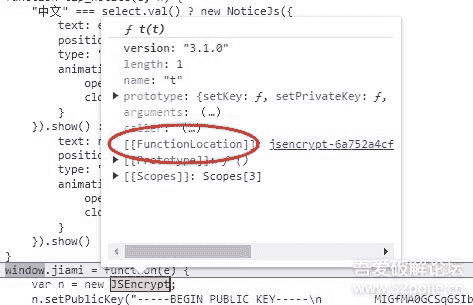 "中文" === select.val() ? new NoticeJs({
text: e
positio
type: "
animati
ope
clo
}
}).show() :
text: n
positio
type: "
animati
ope
clo
}
}).show()
}
ƒ t(t)
version: "3.1.0"
length: 1
name: "t"
▶ prototype: {setKey: ƒ, setPrivateKey: ƒ,
arguments: (…)
(…)
[[FunctionLocation]]: jsencrypt-6a752a4cf
▶ [[Prototype]]: ƒ ()
▶ [[Scopes]]: Scopes[3]
window.jiami = function(e) {
var n = new JSEncrypt;
n.setPublicKey("-----BEGIN PUBLIC KEY-----\n MIGfMA0GCSqGSIb
吾爱破解论坛
www.52pojie.cn